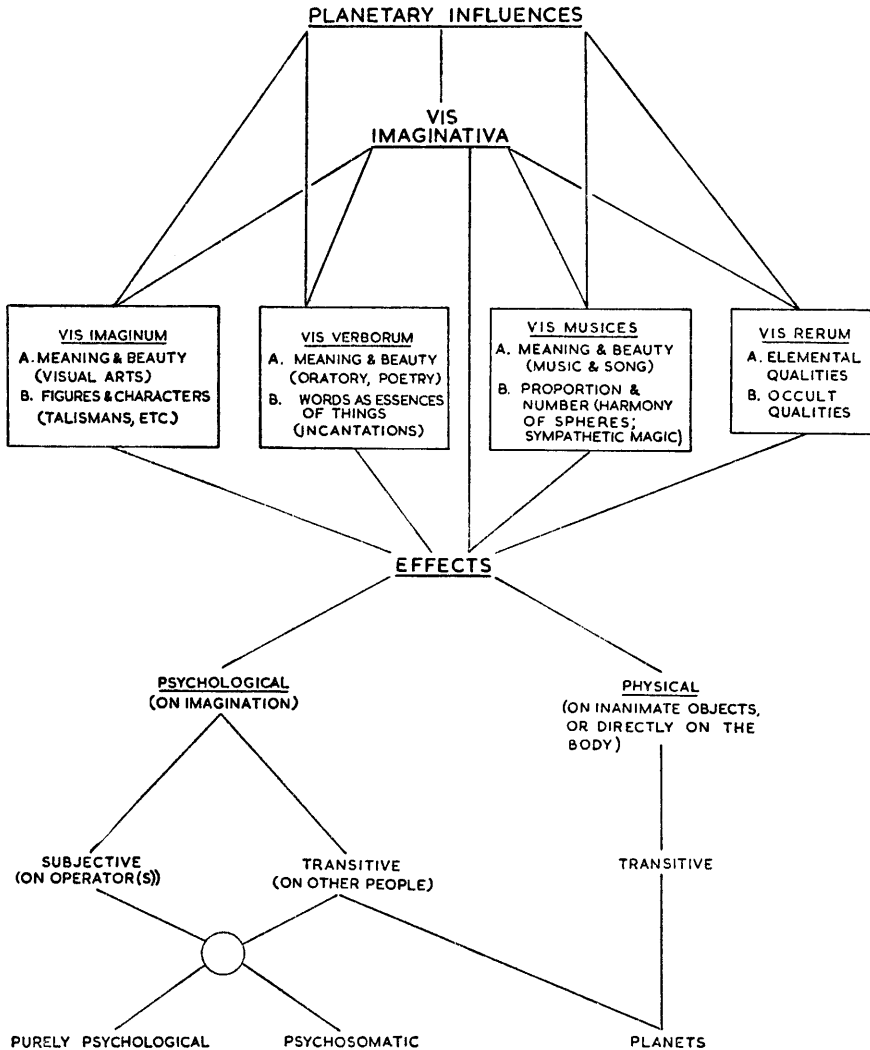 PLANETARY INFLUENCES
VIS
IMAGINATIVA
VIS IMAGINUM
A. MEANING & BEAUTY
(VISUAL ARTS)
B. FIGURES & CHARACTERS
(TALISMANS, ETC.)
VIS VERBORUM
A. MEANING & BEAUTY
(ORATORY, POETRY)
B. WORDS AS ESSENCES
OF THINGS
(INCANTATIONS)
VIS MUSICES
A. MEANING & BEAUTY
(MUSIC & SONG)
B. PROPORTION &
NUMBER (HARMONY
OF SPHERES;
SYMPATHETIC MAGIC)
VIS RERUM
A. ELEMENTAL
QUALITIES
B. OCCULT
QUALITIES
EFFECTS
PSYCHOLOGICAL
(ON IMAGINATION)
PHYSICAL
(ON INANIMATE OBJECTS,
OR DIRECTLY ON THE
BODY)
SUBJECTIVE
(ON OPERATOR(S))
TRANSITIVE
(ON OTHER PEOPLE)
TRANSITIVE
PURELY PSYCHOLOGICAL
PSYCHOSOMATIC
PLANETS